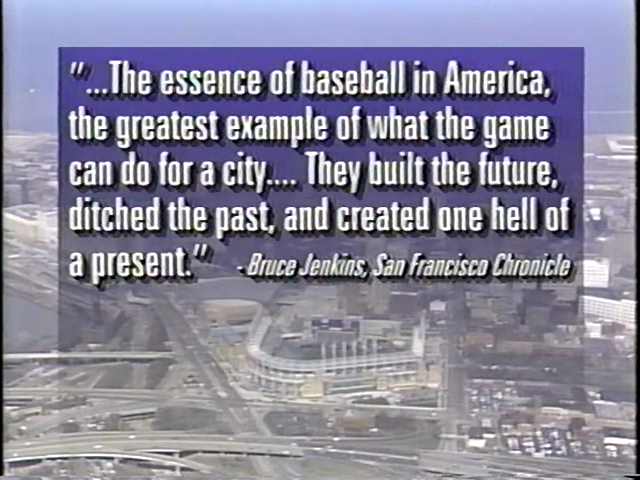 "...The essence of baseball in America,
the greatest example of what the game
can do for a city.... They built the future,
ditched the past, and created one hell of
a present." - Bruce Jenkins, San Francisco Chronicle